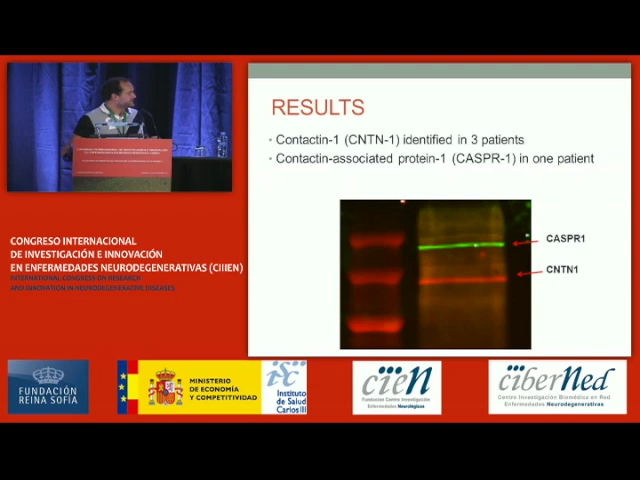 RESULTS
• Contactin-1 (CNTN-1) identified in 3 patients
• Contactin-associated protein-1 (CASPR-1) in one patient
CASPR1
CNTN1
CONGRESO INTERNACIONAL
DE INVESTIGACIÓN E INNOVACIÓN
EN ENFERMEDADES NEURODEGENERATIVAS (CIIIEN)
INTERNATIONAL CONGRESS ON RESEARCH
AND INNOVATION IN NEURODEGENERATIVE DISEASES
FUNDACIÓN
REINA SOFÍA
MINISTERIO
DE ECONOMÍA
Y COMPETITIVIDAD
isc
Instituto
de Salud
Carlos III
cien
Fundación Centro Investigación
Enfermedades Neurológicas
ciberNed
Centro Investigación Biomédica en Red
Enfermedades Neurodegenerativas